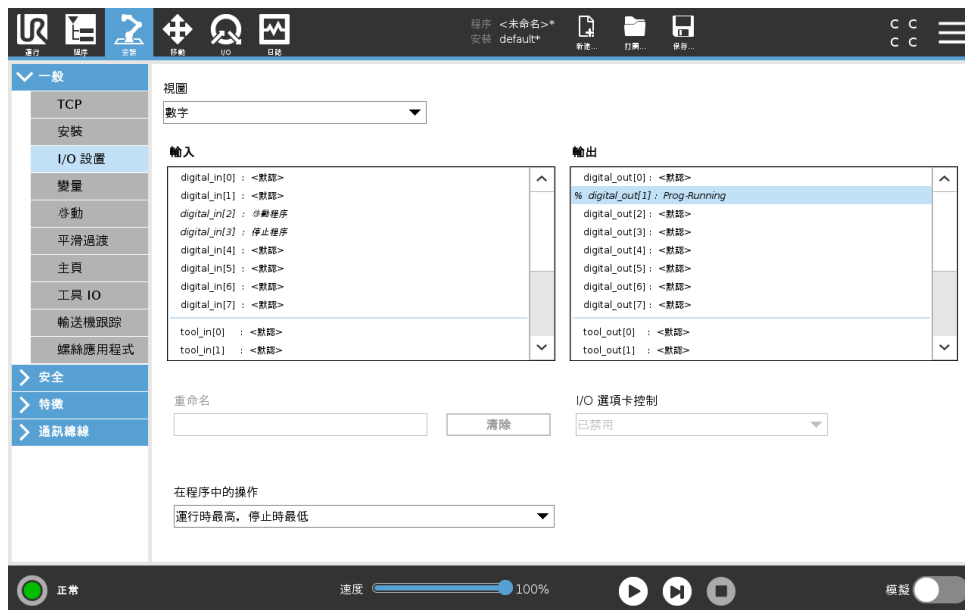 運行 程序 安裝 移動 I/O 日誌
程序 <未命名>*
安裝 default*
新建... 打開... 保存...
C C
C C
一般
TCP
安裝
I/O 設置
變量
啓動
平滑過渡
主頁
工具 IO
輸送機跟踪
螺絲應用程式
安全
特徵
通訊總線
視圖
數字
輸入
digital_in[0] : <默認>
digital_in[1] : <默認>
digital_in[2] : 啓動程序
digital_in[3] : 停止程序
digital_in[4] : <默認>
digital_in[5] : <默認>
digital_in[6] : <默認>
digital_in[7] : <默認>
tool_in[0] : <默認>
tool_in[1] : <默認>
輸出
digital_out[0] : <默認>
% digital_out[1] : Prog-Running
digital_out[2] : <默認>
digital_out[3] : <默認>
digital_out[4] : <默認>
digital_out[5] : <默認>
digital_out[6] : <默認>
digital_out[7] : <默認>
tool_out[0] : <默認>
tool_out[1] : <默認>
重命名
清除
I/O 選項卡控制
已禁用
在程序中的操作
運行時最高，停止時最低
正常
速度 100%
模擬